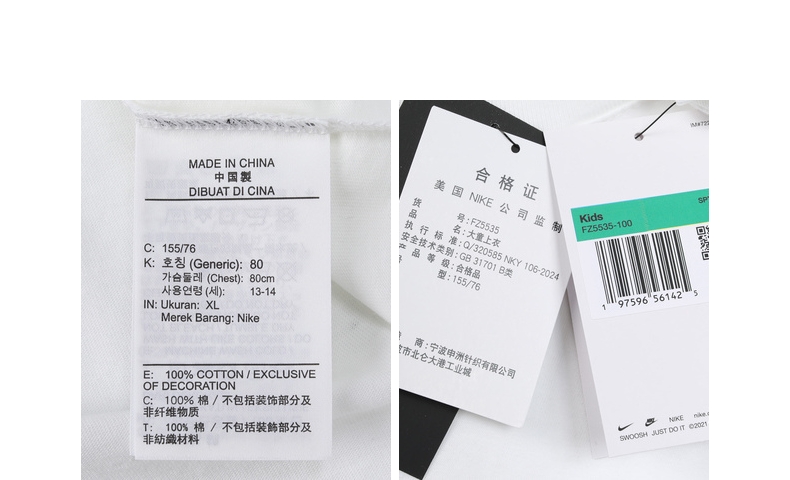 MADE IN CHINA
中国製
DIBUAT DI CINA
C: 155/76
K: 호칭 (Generic): 80
가슴둘레 (Chest): 80cm
사용연령 (세): 13-14
IN: Ukuran: XL
Merek Barang: Nike
E: 100% COTTON / EXCLUSIVE
OF DECORATION
C: 100% 棉 / 不包括装饰部分及
非纤维物质
T: 100% 棉 / 不包括裝飾部分及
非紡織材料
合格证
美国 NIKE 公司监制
货号:FZ5535
品名:大童上衣
执行标准:Q/320585 NKY 106-2024
安全技术类别:GB 31701 B类
产品等级:合格品
型:155/76
商:宁波申洲针织有限公司
波市北仑大港工业城
Kids
FZ5535-100
1 97596 56142 5
NIKE nike.
SWOOSH JUST DO IT ©2021